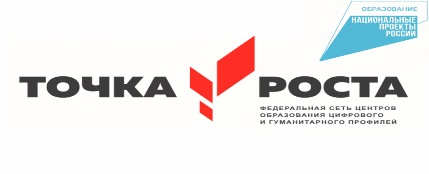 ОБРАЗОВАНИЕ
НАЦИОНАЛЬНЫЕ
ПРОЕКТЫ
РОССИИ
ТОЧКА РОСТА
ФЕДЕРАЛЬНАЯ СЕТЬ ЦЕНТРОВ
ОБРАЗОВАНИЯ ЦИФРОВОГО
И ГУМАНИТАРНОГО ПРОФИЛЕЙ